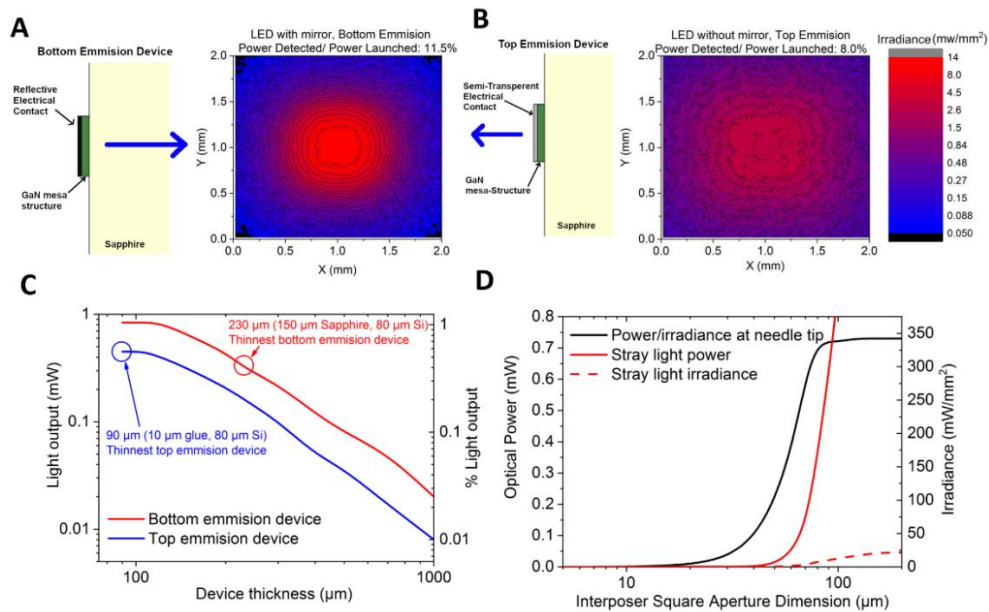 A
Bottom Emmision Device
Reflective
Electrical
Contact
GaN mesa
structure
Sapphire
LED with mirror, Bottom Emmision
Power Detected/ Power Launched: 11.5%
2.0
1.5
1.0
0.5
0.0
Y (mm)
0.0 0.5 1.0 1.5 2.0
X (mm)
B
Top Emmision Device
Semi-Transperent
Electrical
Contact
GaN
mesa-Structure
Sapphire
LED without mirror, Top Emmision
Power Detected/ Power Launched: 8.0%
2.0
1.5
1.0
0.5
0.0
Y (mm)
0.0 0.5 1.0 1.5 2.0
X (mm)
Irradiance (mw/mm²)
14
8.0
4.5
2.6
1.5
0.84
0.48
0.27
0.15
0.088
0.050
C
1
0.1
0.01
Light output (mW)
230 µm (150 µm Sapphire, 80 µm Si)
Thinnest bottom emmision device
90 µm (10 µm glue, 80 µm Si)
Thinnest top emmision device
Bottom emmision device
Top emmision device
1
0.1
0.01
% Light output
100 1000
Device thickness (µm)
D
0.8
0.7
0.6
0.5
0.4
0.3
0.2
0.1
0.0
Optical Power (mW)
Power/irradiance at needle tip
Stray light power
Stray light irradiance
350
300
250
200
150
100
50
0
Irradiance (mW/mm²)
10 100
Interposer Square Aperture Dimension (µm)